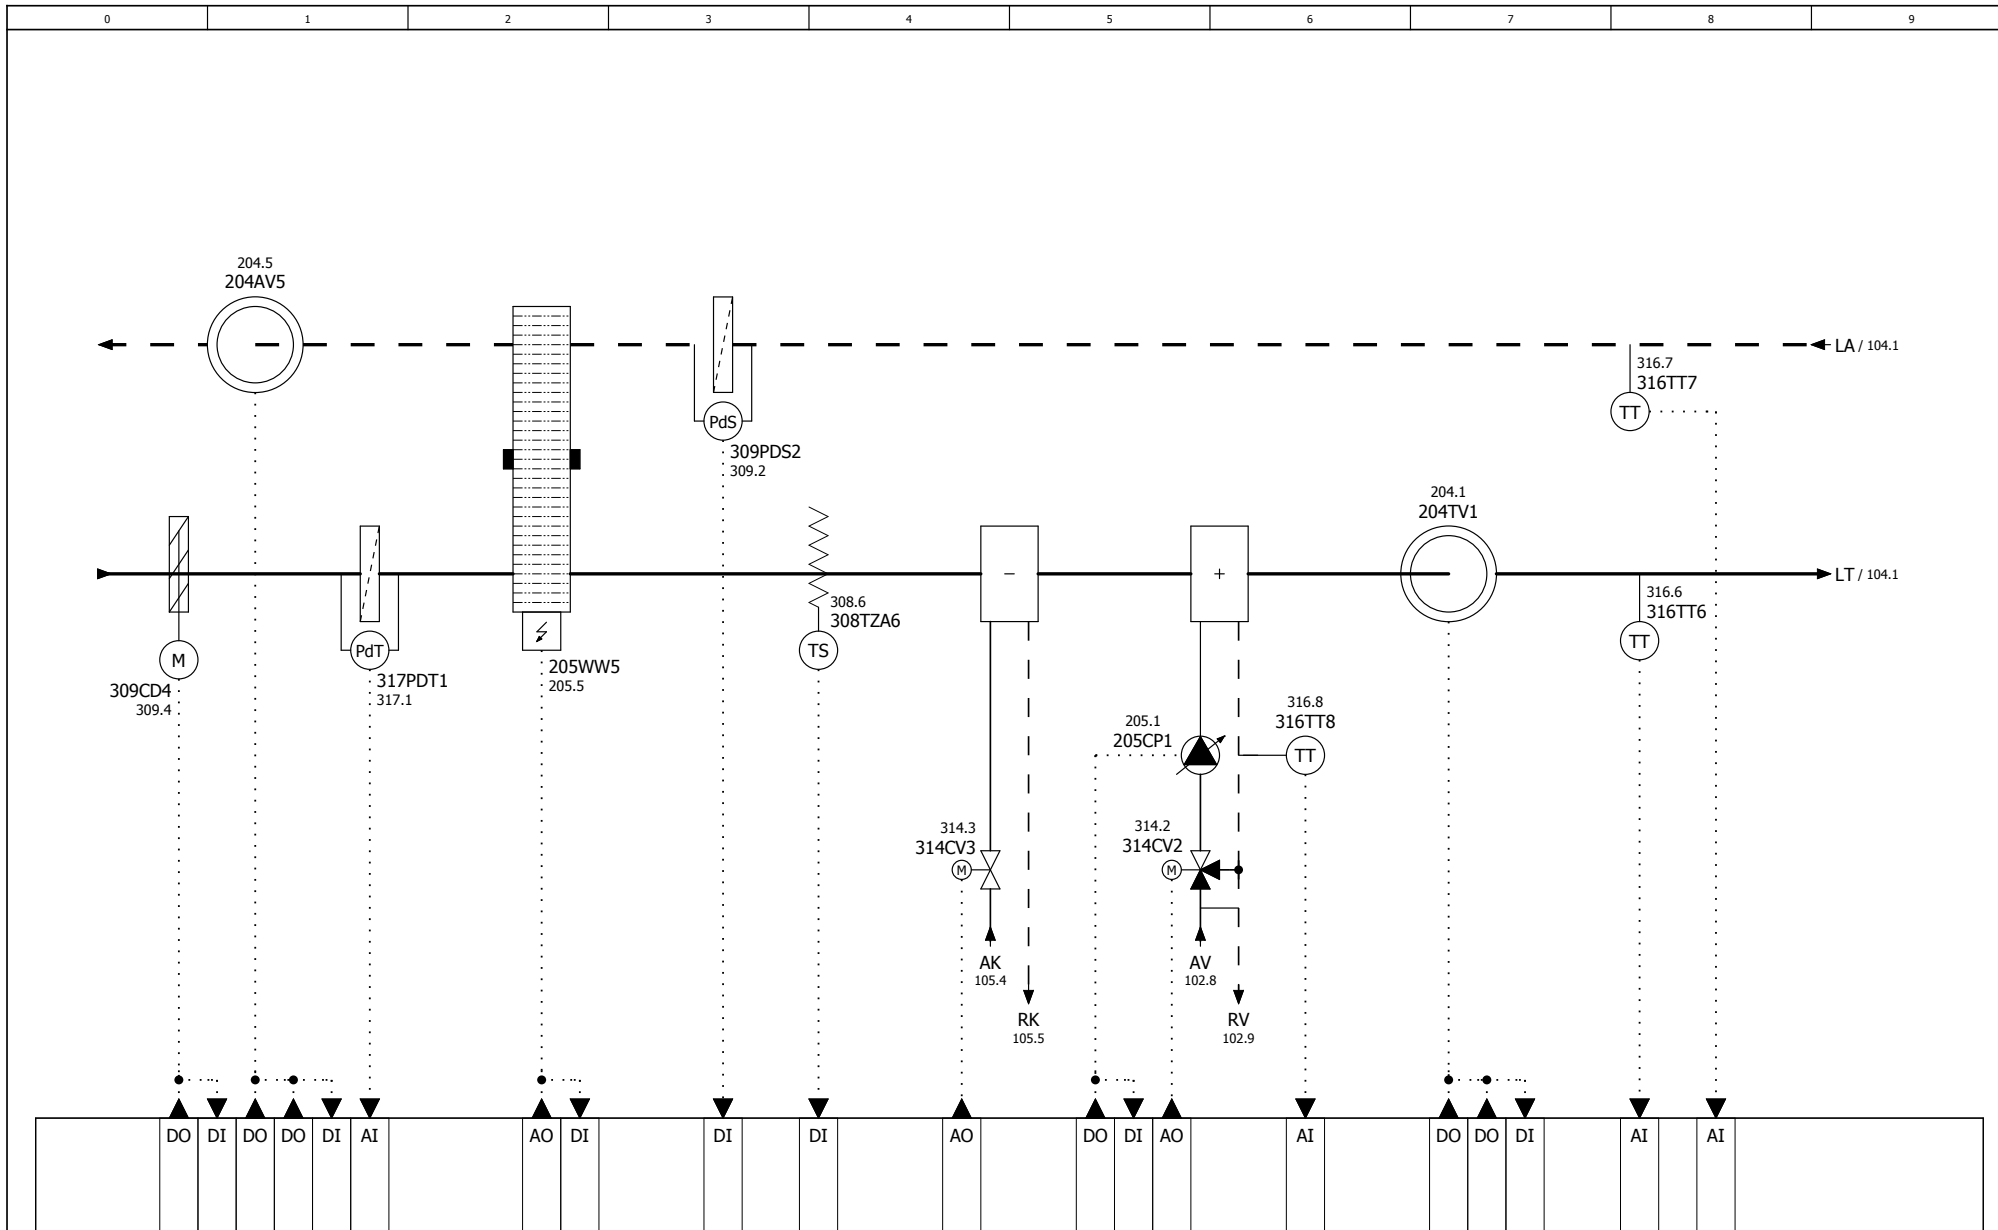 0 1 2 3 4 5 6 7 8 9
204.5
204AV5
LA / 104.1
316.7
316TT7
TT
PdS
309PDS2
309.2
204.1
204TV1
LT / 104.1
- +
308.6
308TZA6
316.6
316TT6
M
PdT
TS
TT
205WW5
205.5
317PDT1
317.1
309CD4
309.4
316.8
316TT8
205.1
205CP1
TT
314.3
314CV3
314.2
314CV2
M M
AK
105.4
AV
102.8
RK
105.5
RV
102.9
DO DI DO DO DI AI AO DI DI DI AO DO DI AO AI DO DO DI AI AI